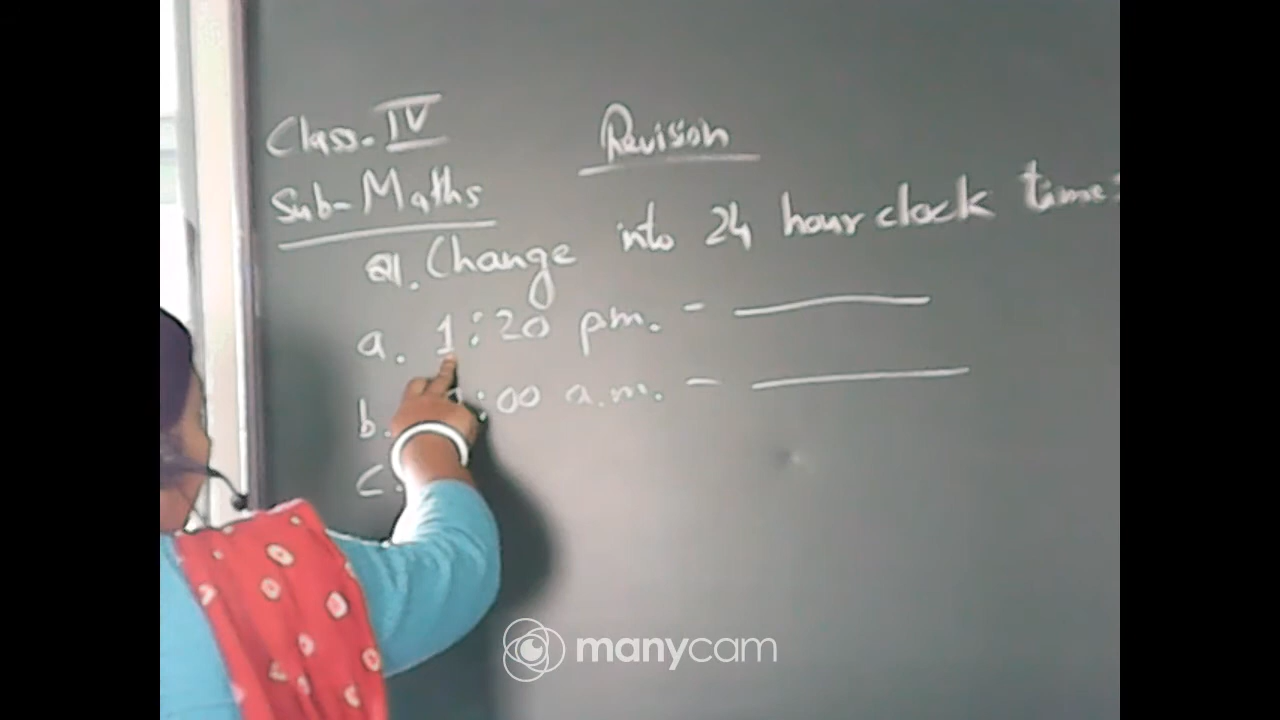 Class-IV
Revision
Sub-Maths
Change into 24 hour clock time:
a. 1:20 pm. -
b. :00 a.m. -
c.
manycam